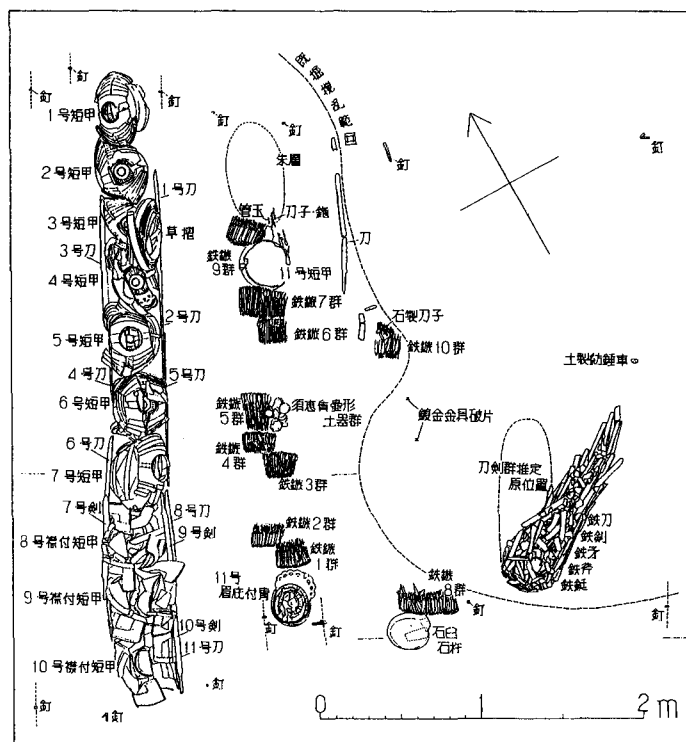 釘
釘
釘
1号短甲
2号短甲
1号刀
3号短甲
草摺
3号刀
4号短甲
2号刀
5号短甲
4号刀
5号刀
6号短甲
6号刀
7号短甲
7号剣
8号刀
8号襟付短甲
9号剣
9号襟付短甲
10号剣
11号刀
10号襟付短甲
釘
釘
釘
釘
釘
朱層
管玉
刀子・鏃
鉄鏃
9群
11号短甲
鉄鏃7群
鉄鏃6群
鉄鏃
5群
須恵質壷形
土器群
鉄鏃
4群
鉄鏃3群
鉄鏃2群
鉄鏃
1群
11号
眉庇付冑
釘
釘
攪乱範囲
釘
釘
刀
石製刀子
鉄鏃10群
土製紡錘車
鍍金金具破片
刀剣群推定
原位置
鉄刀
鉄剣
鉄矛
鉄斧
鉄鋌
鉄鏃
8群
釘
釘
石臼
石杵
0 1 2m